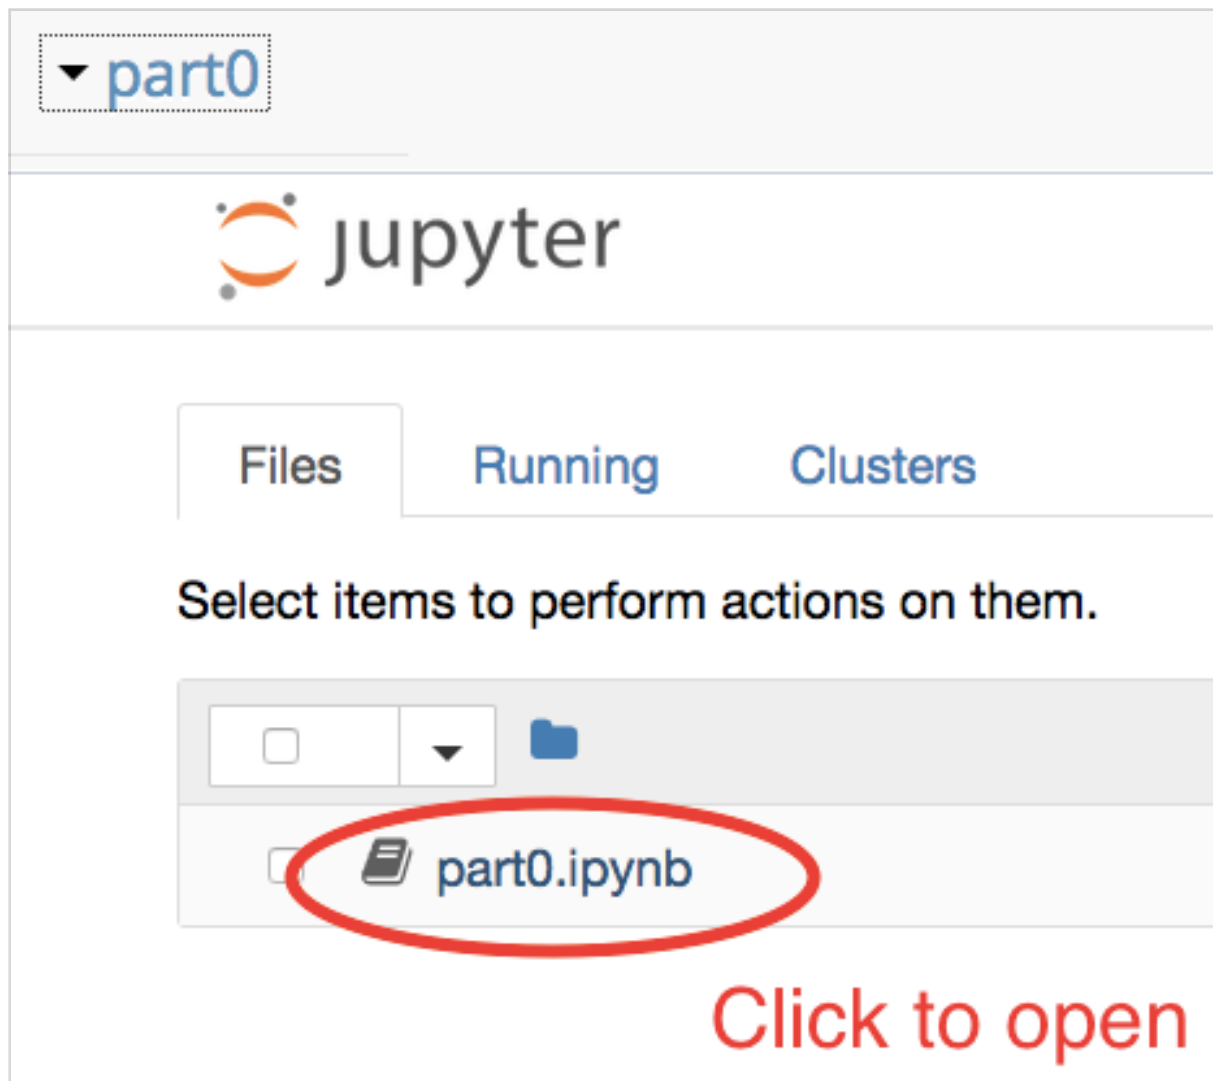 part0
jupyter
Files Running Clusters
Select items to perform actions on them.
part0.ipynb
Click to open